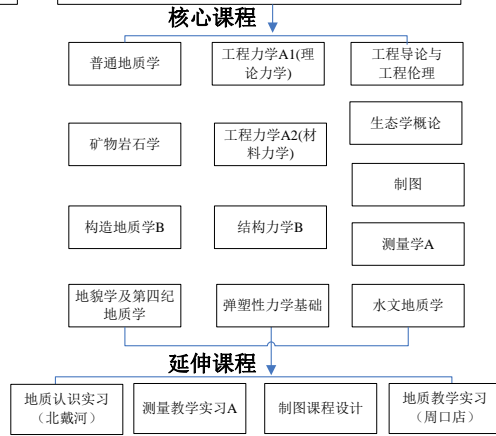 核心课程
普通地质学
工程力学A1(理
论力学)
工程导论与
工程伦理
矿物岩石学
工程力学A2(材
料力学)
生态学概论
制图
构造地质学B
结构力学B
测量学A
地貌学及第四纪
地质学
弹塑性力学基础
水文地质学
延伸课程
地质认识实习
（北戴河）
测量教学实习A
制图课程设计
地质教学实习
（周口店）